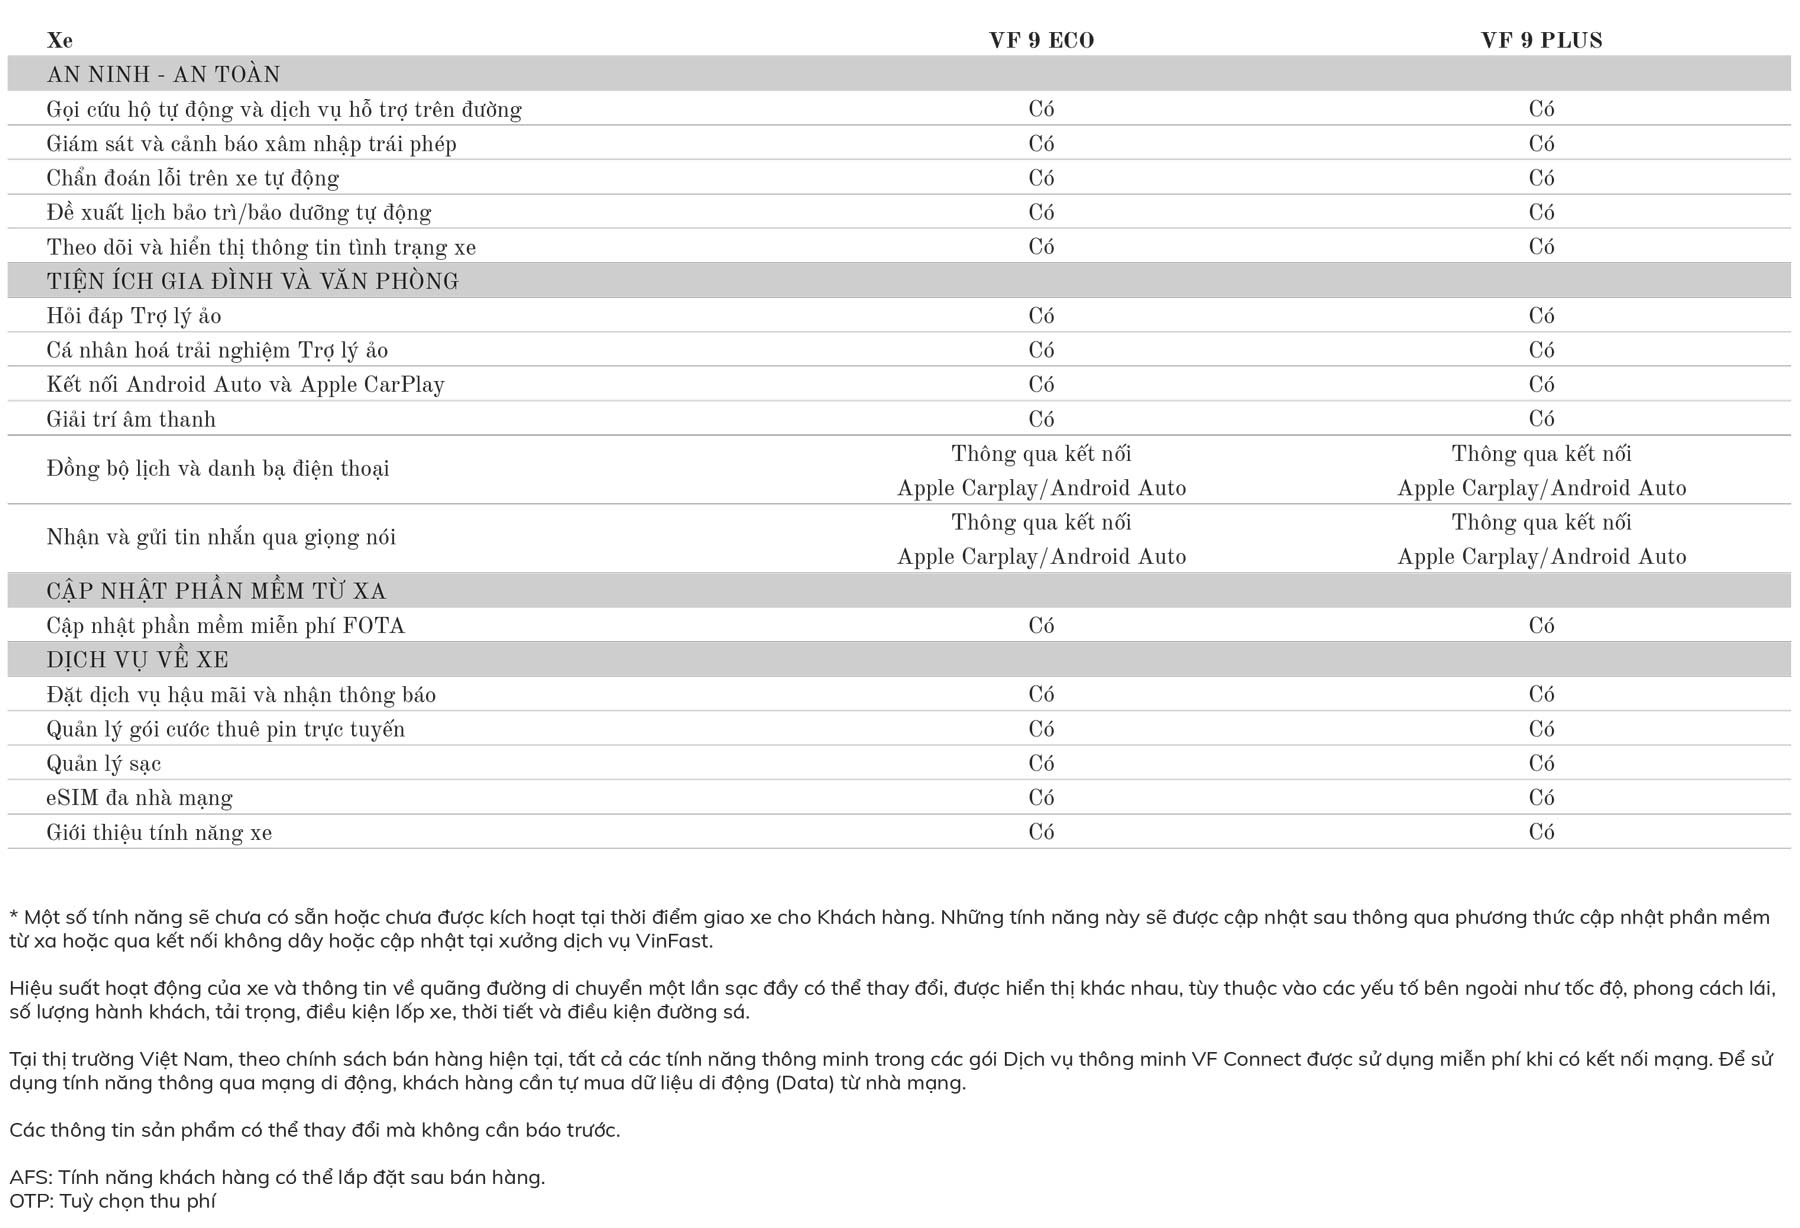 Xe VF 9 ECO VF 9 PLUS
AN NINH - AN TOÀN
Gọi cứu hộ tự động và dịch vụ hỗ trợ trên đường Có Có
Giám sát và cảnh báo xâm nhập trái phép Có Có
Chẩn đoán lỗi trên xe tự động Có Có
Đề xuất lịch bảo trì/bảo dưỡng tự động Có Có
Theo dõi và hiển thị thông tin tình trạng xe Có Có
TIỆN ÍCH GIA ĐÌNH VÀ VĂN PHÒNG
Hỏi đáp Trợ lý ảo Có Có
Cá nhân hoá trải nghiệm Trợ lý ảo Có Có
Kết nối Android Auto và Apple CarPlay Có Có
Giải trí âm thanh Có Có
Đồng bộ lịch và danh bạ điện thoại
Thông qua kết nối Thông qua kết nối
Apple Carplay/Android Auto Apple Carplay/Android Auto
Nhận và gửi tin nhắn qua giọng nói
Thông qua kết nối Thông qua kết nối
Apple Carplay/Android Auto Apple Carplay/Android Auto
CẬP NHẬT PHẦN MỀM TỪ XA
Cập nhật phần mềm miễn phí FOTA Có Có
DỊCH VỤ VỀ XE
Đặt dịch vụ hậu mãi và nhận thông báo Có Có
Quản lý gói cước thuê pin trực tuyến Có Có
Quản lý sạc Có Có
eSIM đa nhà mạng Có Có
Giới thiệu tính năng xe Có Có
* Một số tính năng sẽ chưa có sẵn hoặc chưa được kích hoạt tại thời điểm giao xe cho Khách hàng. Những tính năng này sẽ được cập nhật sau thông qua phương thức cập nhật phần mềm
từ xa hoặc qua kết nối không dây hoặc cập nhật tại xưởng dịch vụ VinFast.
Hiệu suất hoạt động của xe và thông tin về quãng đường di chuyển một lần sạc đầy có thể thay đổi, được hiển thị khác nhau, tùy thuộc vào các yếu tố bên ngoài như tốc độ, phong cách lái,
số lượng hành khách, tải trọng, điều kiện lốp xe, thời tiết và điều kiện đường sá.
Tại thị trường Việt Nam, theo chính sách bán hàng hiện tại, tất cả các tính năng thông minh trong các gói Dịch vụ thông minh VF Connect được sử dụng miễn phí khi có kết nối mạng. Để sử
dụng tính năng thông qua mạng di động, khách hàng cần tự mua dữ liệu di động (Data) từ nhà mạng.
Các thông tin sản phẩm có thể thay đổi mà không cần báo trước.
AFS: Tính năng khách hàng có thể lắp đặt sau bán hàng.
OTP: Tuỳ chọn thu phí